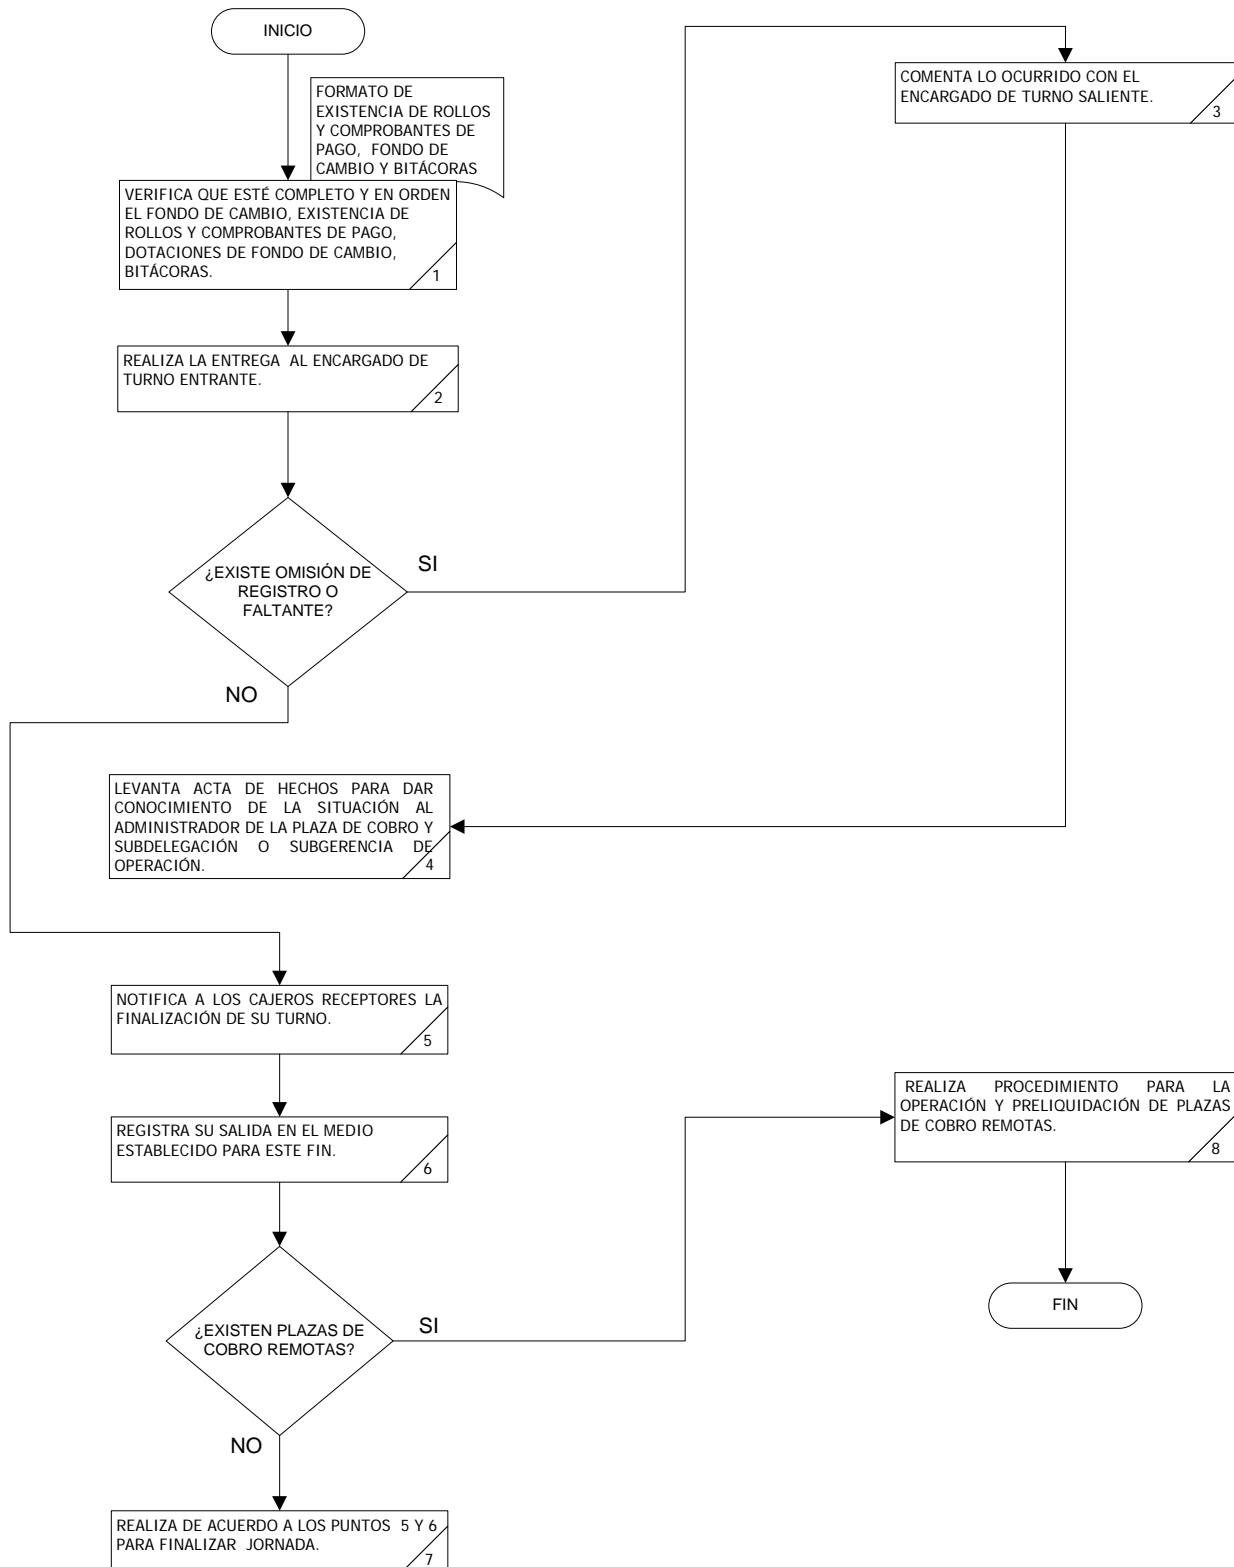 INICIO
FORMATO DE
EXISTENCIA DE ROLLOS
Y COMPROBANTES DE
PAGO, FONDO DE
CAMBIO Y BITÁCORAS
VERIFICA QUE ESTÉ COMPLETO Y EN ORDEN
EL FONDO DE CAMBIO, EXISTENCIA DE
ROLLOS Y COMPROBANTES DE PAGO,
DOTACIONES DE FONDO DE CAMBIO,
BITÁCORAS.
1
REALIZA LA ENTREGA AL ENCARGADO DE
TURNO ENTRANTE.
2
¿EXISTE OMISIÓN DE
REGISTRO O
FALTANTE?
SI
NO
COMENTA LO OCURRIDO CON EL
ENCARGADO DE TURNO SALIENTE.
3
LEVANTA ACTA DE HECHOS PARA DAR
CONOCIMIENTO DE LA SITUACIÓN AL
ADMINISTRADOR DE LA PLAZA DE COBRO Y
SUBDELEGACIÓN O SUBGERENCIA DE
OPERACIÓN.
4
NOTIFICA A LOS CAJEROS RECEPTORES LA
FINALIZACIÓN DE SU TURNO.
5
REGISTRA SU SALIDA EN EL MEDIO
ESTABLECIDO PARA ESTE FIN.
6
¿EXISTEN PLAZAS DE
COBRO REMOTAS?
SI
NO
REALIZA PROCEDIMIENTO PARA LA
OPERACIÓN Y PRELIQUIDACIÓN DE PLAZAS
DE COBRO REMOTAS.
8
FIN
REALIZA DE ACUERDO A LOS PUNTOS 5 Y 6
PARA FINALIZAR JORNADA.
7